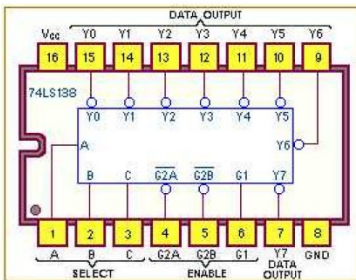 DATA OUTPUT
Vcc Y0 Y1 Y2 Y3 Y4 Y5 Y6
16 15 14 13 12 11 10 9
74LS138
Y0 Y1 Y2 Y3 Y4 Y5
A Y6
B C G2A G2B G1 Y7
1 2 3 4 5 6 7 8
A B C G2A G2B G1 Y7 GND
SELECT ENABLE DATA
OUTPUT